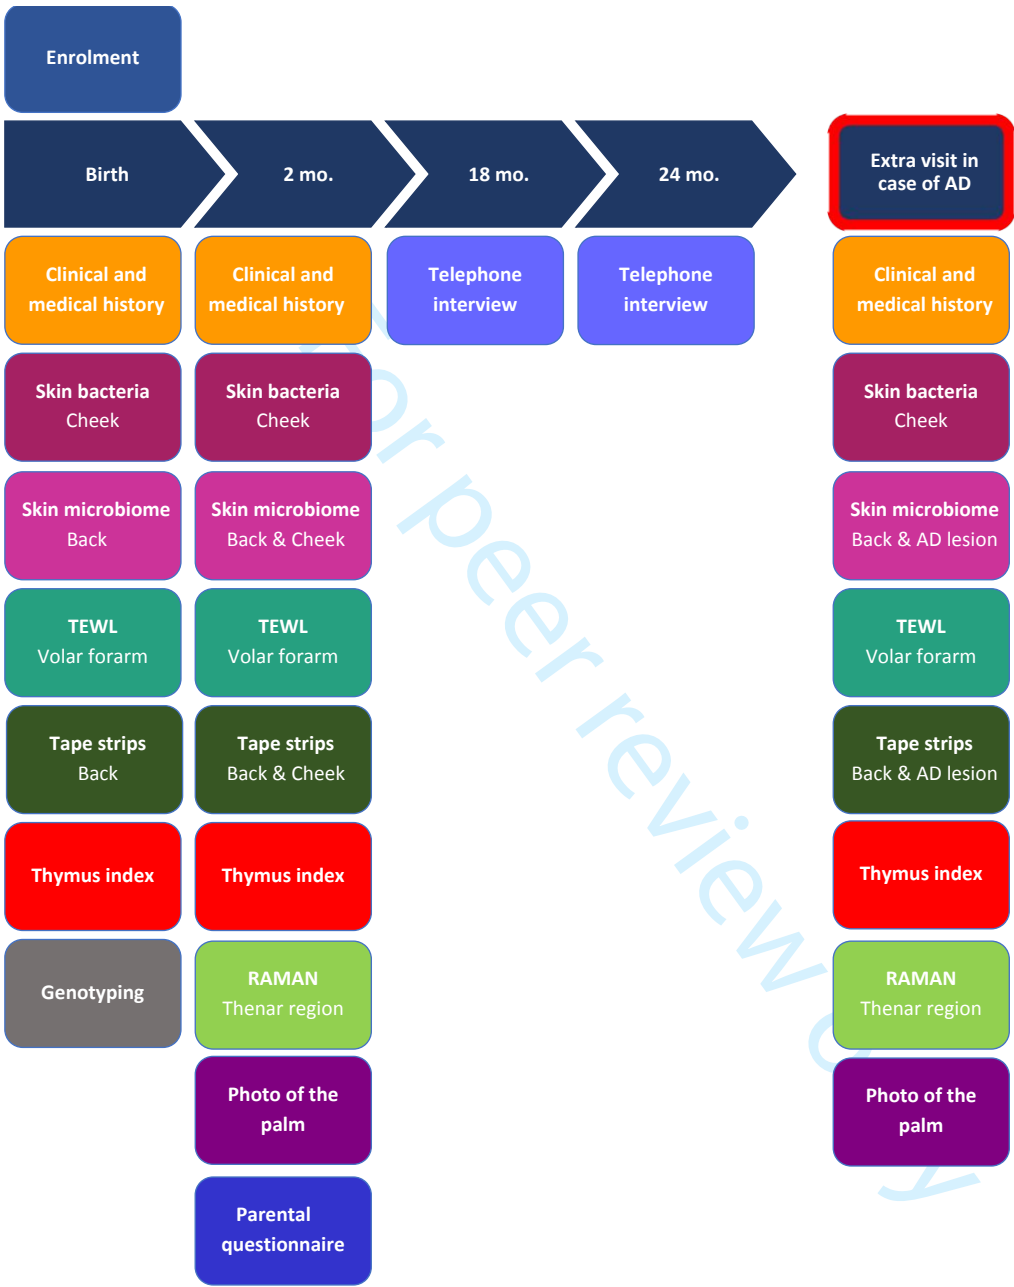 Enrolment
Birth
2 mo.
18 mo.
24 mo.
Extra visit in
case of AD
Clinical and
medical history
Clinical and
medical history
Telephone
interview
Telephone
interview
Clinical and
medical history
Skin bacteria
Cheek
Skin bacteria
Cheek
Skin bacteria
Cheek
Skin microbiome
Back
Skin microbiome
Back & Cheek
Skin microbiome
Back & AD lesion
TEWL
Volar forarm
TEWL
Volar forarm
TEWL
Volar forarm
Tape strips
Back
Tape strips
Back & Cheek
Tape strips
Back & AD lesion
Thymus index
Thymus index
Thymus index
Genotyping
RAMAN
Thenar region
RAMAN
Thenar region
Photo of the
palm
Photo of the
palm
Parental
questionnaire
For peer review only